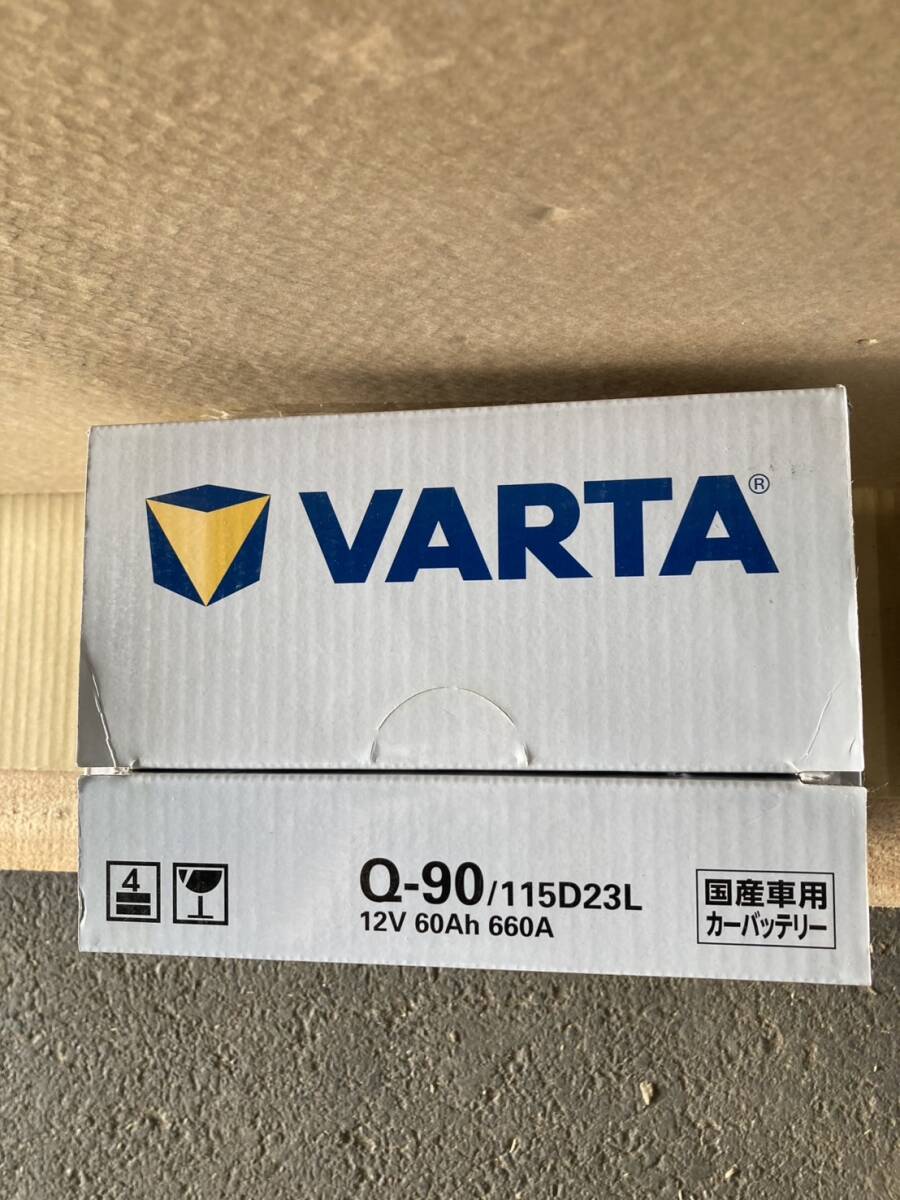 VARTA®
4
Q-90/115D23L
12V 60Ah 660A
国産車用
カーバッテリー